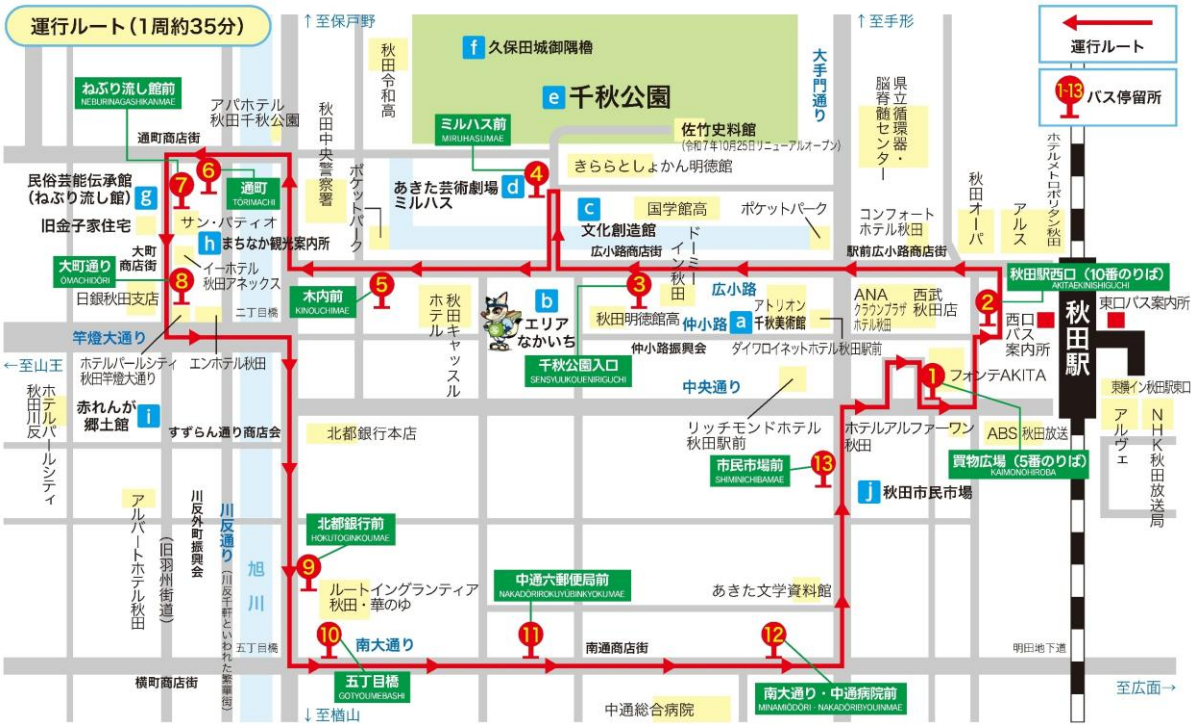 運行ルート(1周約35分)
↑至保戸野
↑至手形
運行ルート
1-13
バス停留所
f 久保田城御隅櫓
e 千秋公園
大手門通り
秋田令和高
県立循環器・
脳脊髄センター
ねぶり流し館前
NEBURINAGASHIKANMAE
アパホテル
秋田千秋公園
通町商店街
秋田中央警察署
ポケットパーク
ミルハス前
MIRUHASUMAE
佐竹史料館
(令和7年10月25日リニューアルオープン)
きららとしょかん明徳館
ホテルメトロポリタン秋田
民俗芸能伝承館
(ねぶり流し館)
g
7
6
通町
TŌRIMACHI
あきた芸術劇場
ミルハス
d
4
c
文化創造館
国学館高
ポケットパーク
コンフォート
ホテル秋田
秋田オーパ
アルス
旧金子家住宅
サン・パティオ
h まちなか観光案内所
広小路商店街
駅前広小路商店街
大町
商店街
大町通り
ŌMACHIDŌRI
8
イーホテル
秋田アネックス
日銀秋田支店
木内前
KINOUCHIMAE
5
ドーミー
イン秋田
3
広小路
秋田駅西口(10番のりば)
AKITAEKINISHIGUCHI
2
秋田キャッスル
ホテル
b
エリア
なかいち
秋田明徳館高
仲小路
a
アトリオン
千秋美術館
ANA
クラウンプラザ
ホテル秋田
西武
秋田店
西口
バス
案内所
東口バス案内所
秋田駅
二丁目橋
竿燈大通り
←至山王
ホテルパールシティ
秋田竿燈大通り
エンホテル秋田
千秋公園入口
SENSYUUKOUENIRIGUCHI
仲小路振興会
ダイワロイネットホテル秋田駅前
中央通り
1
フォンテAKITA
東横イン秋田駅東口
ホテルパールシティ
秋田川反
赤れんが
郷土館
i
すずらん通り商店会
北都銀行本店
リッチモンドホテル
秋田駅前
ホテルアルファーワン
秋田
ABS 秋田放送
アルヴェ
NHK秋田放送局
市民市場前
SHIMINICHIBAMAE
13
買物広場(5番のりば)
KAIMONOHIROBA
j 秋田市民市場
アルバートホテル秋田
(旧羽州街道)
川反外町振興会
川反通り
(川反千軒といわれた繁華街)
旭川
北都銀行前
HOKUTOGINKOUMAE
9
ルートイングランティア
秋田・華のゆ
中通六郵便局前
NAKADŌRIROKUYŪBINKYOKUMAE
あきた文学資料館
五丁目橋
10
南大通り
11
南通商店街
12
明田地下道
横町商店街
五丁目橋
GOTYOUMEBASHI
南大通り・中通病院前
MINAMIŌDŌRI・NAKADŌRIBYOUINMAE
至広面→
↓至楢山
中通総合病院